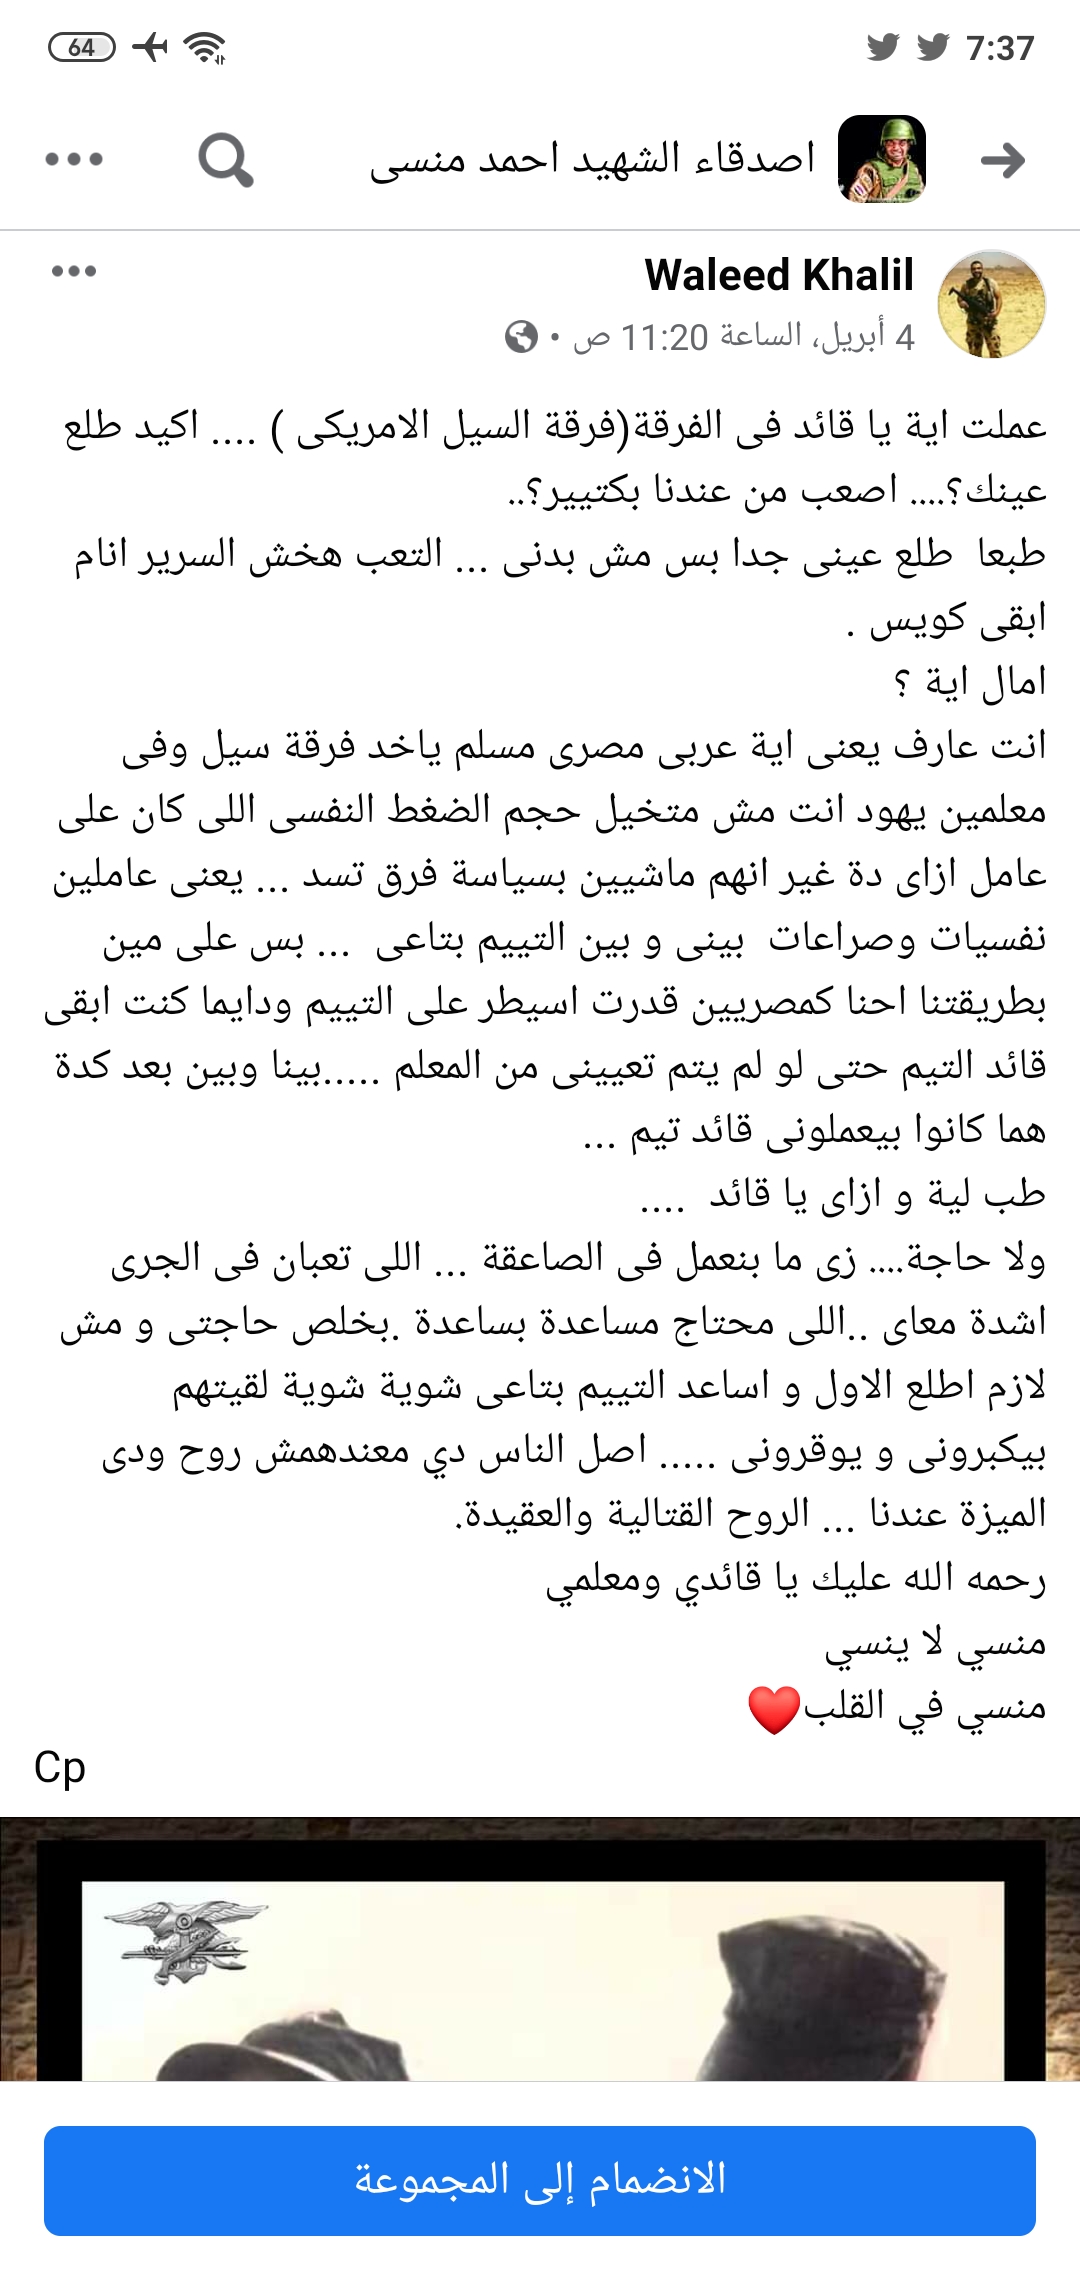 64
7:37
اصدقاء الشهيد احمد منسى
Waleed Khalil
4 أبريل، الساعة 11:20 ص •
عملت اية يا قائد فى الفرقة(فرقة السيل الامريكى ) .... اكيد طلع
عينك؟.... اصعب من عندنا بكتيير؟..
طبعا  طلع عينى جدا بس مش بدنى ... التعب هخش السرير انام
ابقى كويس .
امال اية ؟
انت عارف يعنى اية عربى مصرى مسلم ياخد فرقة سيل وفى
معلمين يهود انت مش متخيل حجم الضغط النفسى اللى كان على
عامل ازاى دة غير انهم ماشيين بسياسة فرق تسد ... يعنى عاملين
نفسيات وصراعات  بينى و بين التييم بتاعى  ... بس على مين
بطريقتنا احنا كمصريين قدرت اسيطر على التييم ودايما كنت ابقى
قائد التيم حتى لو لم يتم تعيينى من المعلم .....بينا وبين بعد كدة
هما كانوا بيعملونى قائد تيم ...
طب لية و ازاى يا قائد  ....
ولا حاجة.... زى ما بنعمل فى الصاعقة ... اللى تعبان فى الجرى
اشدة معاى ..اللى محتاج مساعدة بساعدة .بخلص حاجتى و مش
لازم اطلع الاول و اساعد التييم بتاعى شوية شوية لقيتهم
بيكبرونى و يوقرونى ..... اصل الناس دي معندهمش روح ودى
الميزة عندنا ... الروح القتالية والعقيدة.
رحمه الله عليك يا قائدي ومعلمي
منسي لا ينسي
منسي في القلب❤️
Cp
الانضمام إلى المجموعة